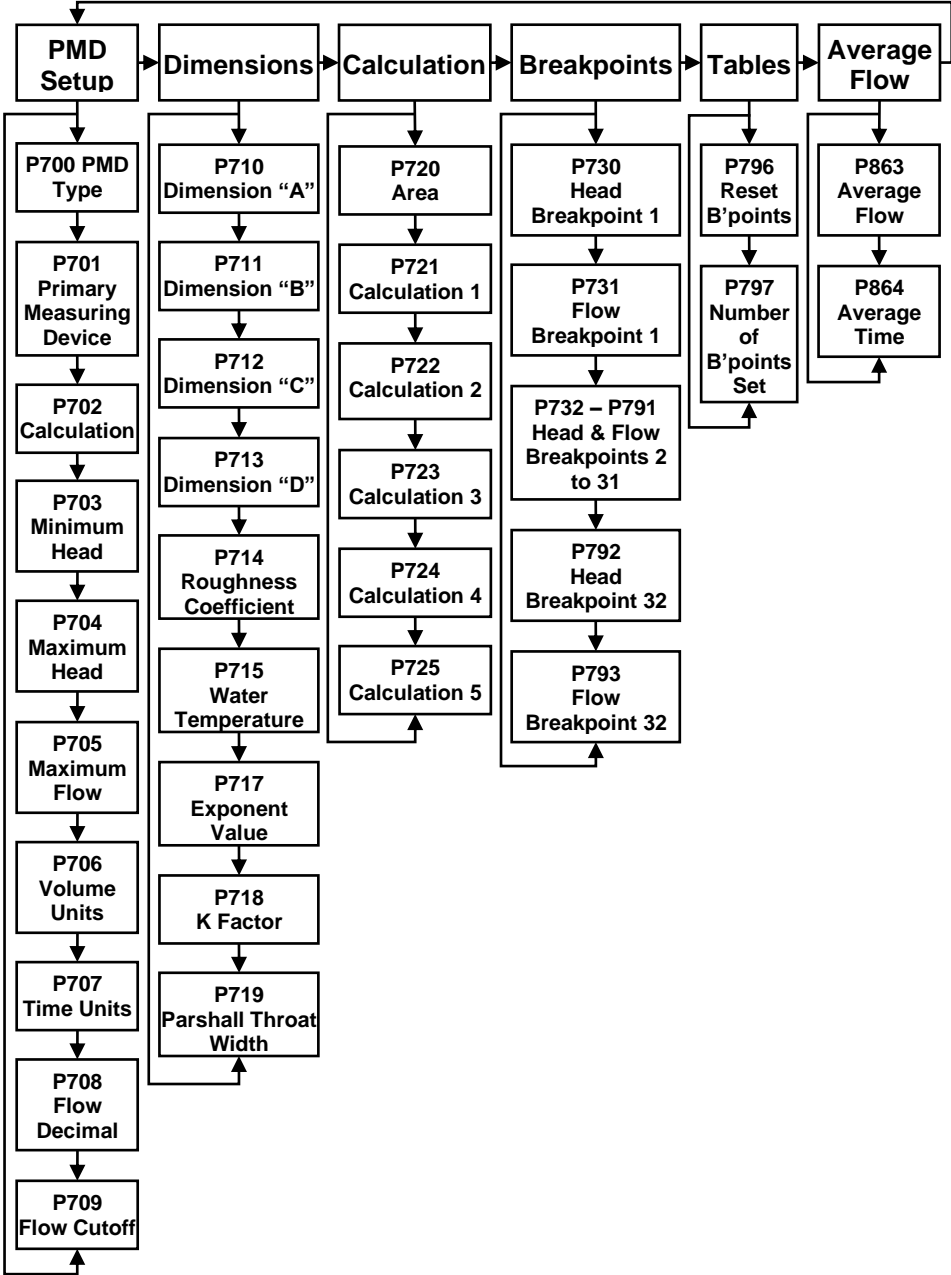 PMD
Setup
Dimensions
Calculation
Breakpoints
Tables
Average
Flow
P700 PMD
Type
P701
Primary
Measuring
Device
P702
Calculation
P703
Minimum
Head
P704
Maximum
Head
P705
Maximum
Flow
P706
Volume
Units
P707
Time Units
P708
Flow
Decimal
P709
Flow Cutoff
P710
Dimension “A”
P711
Dimension “B”
P712
Dimension “C”
P713
Dimension “D”
P714
Roughness
Coefficient
P715
Water
Temperature
P717
Exponent
Value
P718
K Factor
P719
Parshall Throat
Width
P720
Area
P721
Calculation 1
P722
Calculation 2
P723
Calculation 3
P724
Calculation 4
P725
Calculation 5
P730
Head
Breakpoint 1
P731
Flow
Breakpoint 1
P732 – P791
Head & Flow
Breakpoints 2
to 31
P792
Head
Breakpoint 32
P793
Flow
Breakpoint 32
P796
Reset
B’points
P797
Number
of
B’points
Set
P863
Average
Flow
P864
Average
Time